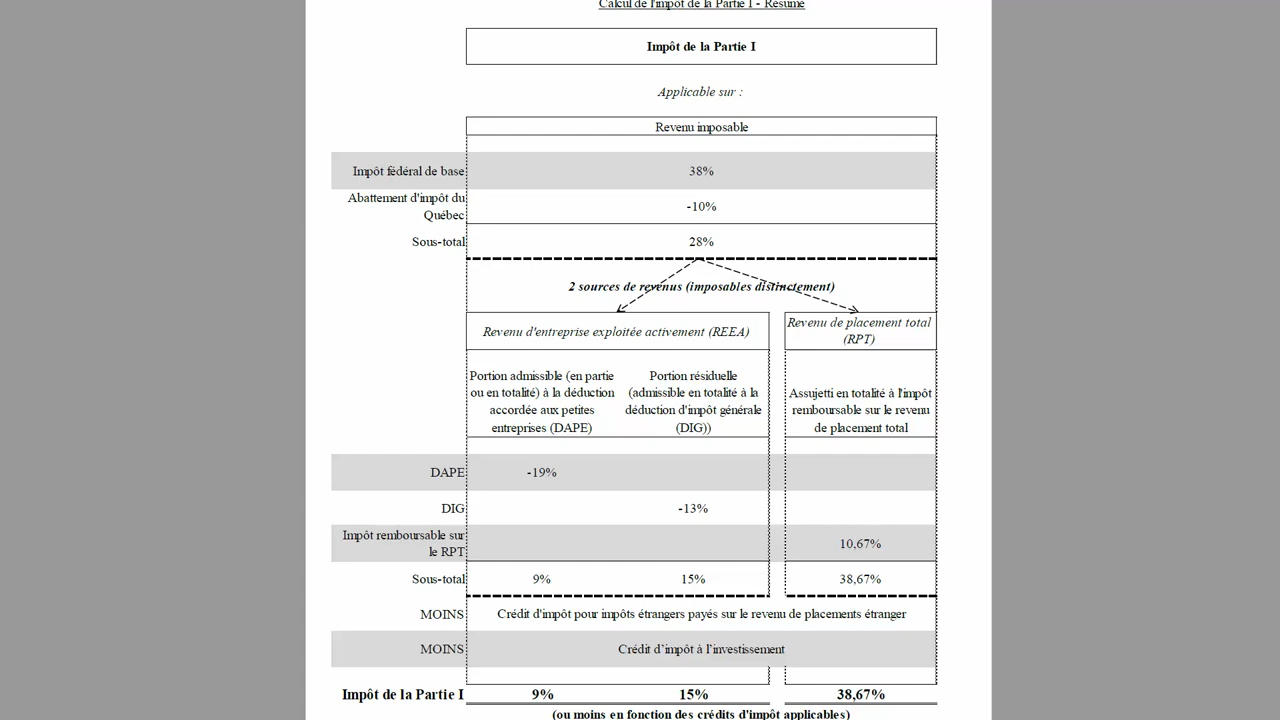 Calcul de l'impôt de la Partie I - Résumé
Impôt de la Partie I
Applicable sur :
Revenu imposable
Impôt fédéral de base 38%
Abattement d'impôt du
Québec -10%
Sous-total 28%
2 sources de revenus (imposables distinctement)
Revenu d'entreprise exploitée activement (REEA)
Revenu de placement total
(RPT)
Portion admissible (en partie
ou en totalité) à la déduction
accordée aux petites
entreprises (DAPE)
Portion résiduelle
(admissible en totalité à la
déduction d'impôt générale
(DIG))
Assujetti en totalité à l'impôt
remboursable sur le revenu
de placement total
DAPE -19%
DIG -13%
Impôt remboursable sur
le RPT 10,67%
Sous-total 9% 15% 38,67%
MOINS Crédit d'impôt pour impôts étrangers payés sur le revenu de placements étranger
MOINS Crédit d’impôt à l’investissement
Impôt de la Partie I 9% 15% 38,67%
(ou moins en fonction des crédits d'impôt applicables)